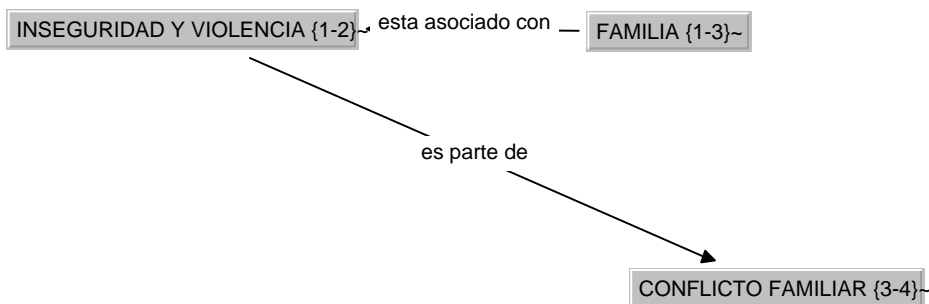 INSEGURIDAD Y VIOLENCIA {1-2}~ esta asociado con FAMILIA {1-3}~
es parte de
CONFLICTO FAMILIAR {3-4}~